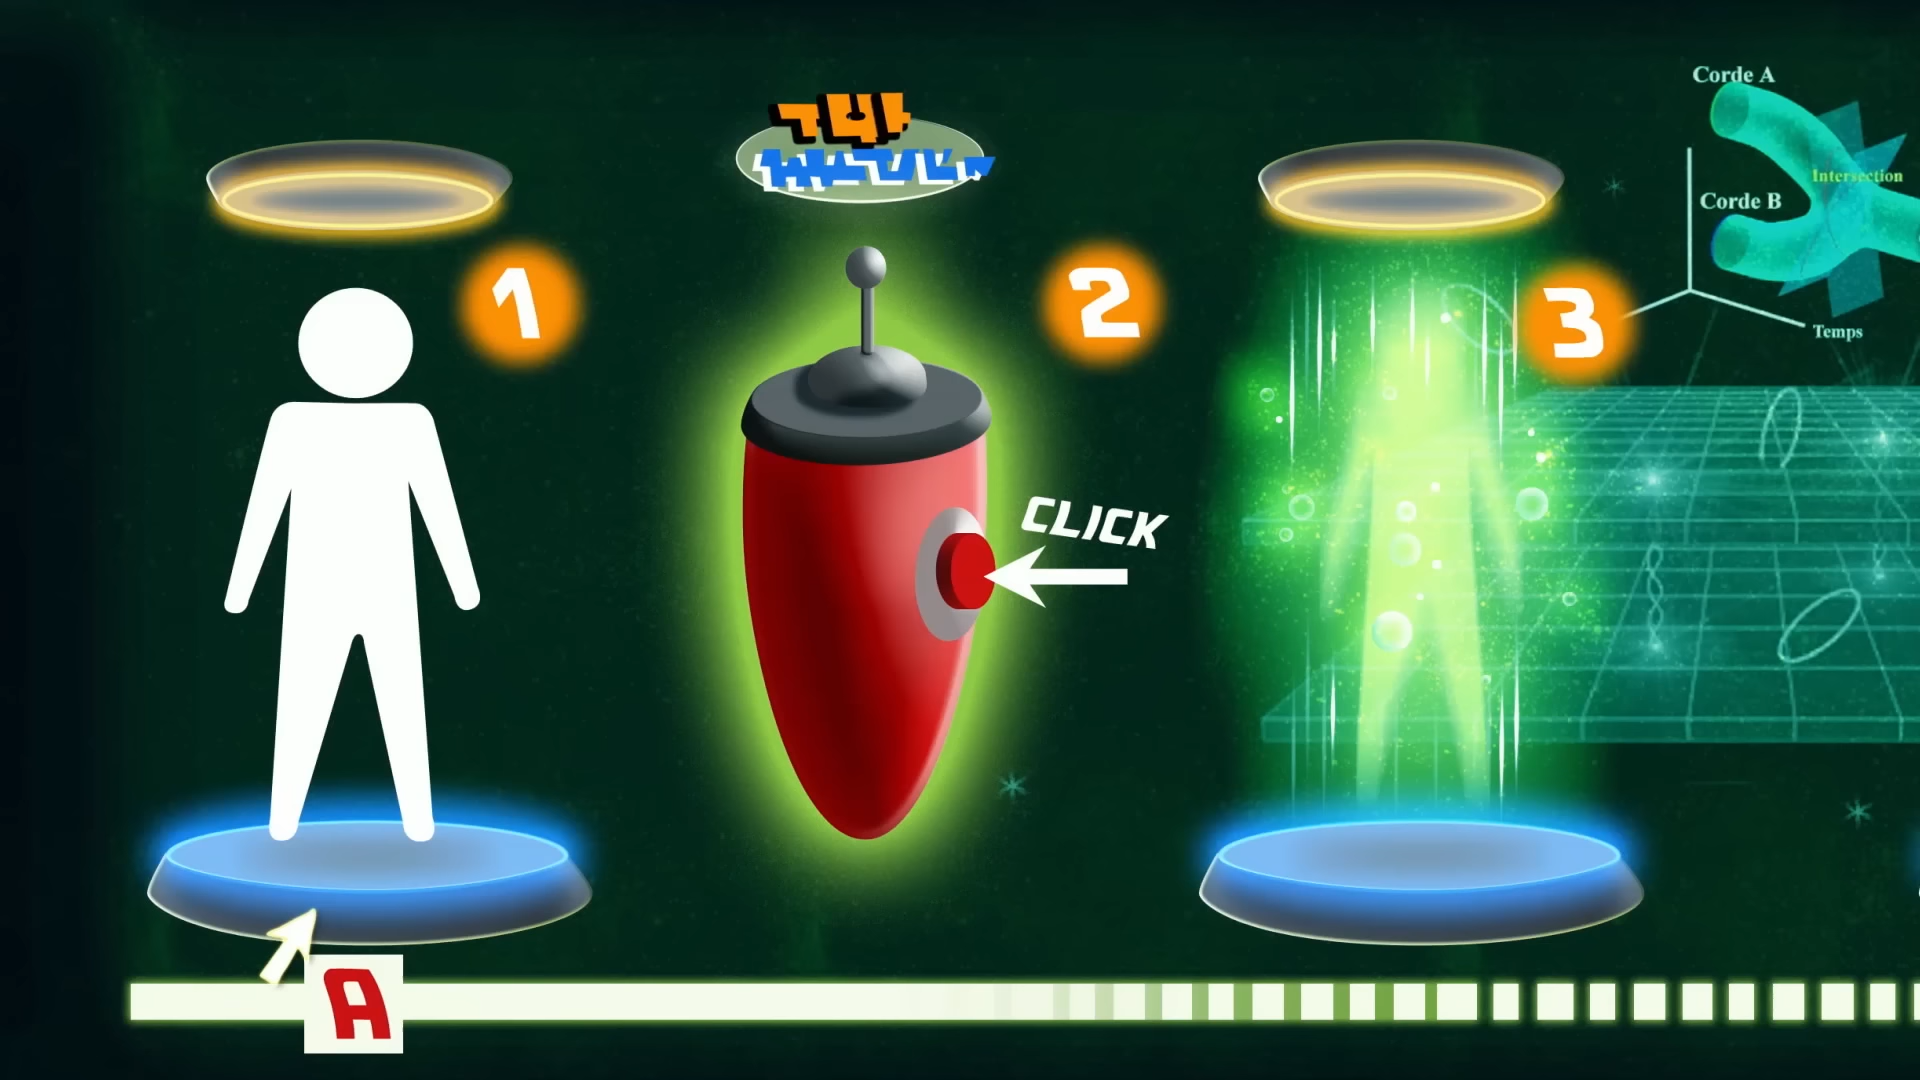 1
2
CLICK
3
Corde A
Intersection
Corde B
Temps
A